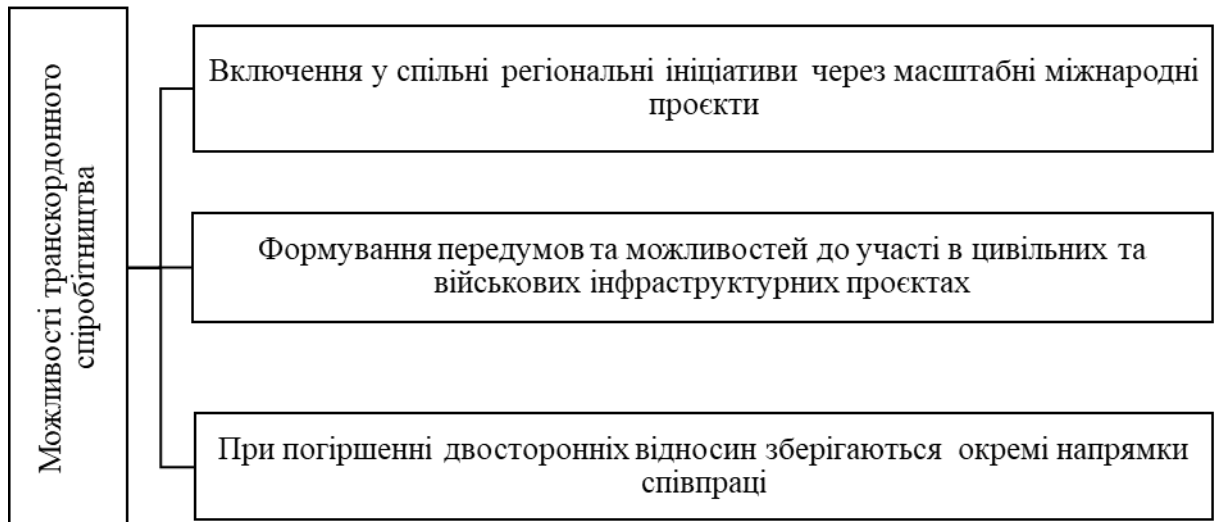 Можливості транскордонного
спіробітництва
Включення у спільні регіональні ініціативи через масштабні міжнародні
проєкти
Формування передумов та можливостей до участі в цивільних та
військових інфраструктурних проєктах
При погіршенні двосторонніх відносин зберігаються окремі напрямки
співпраці